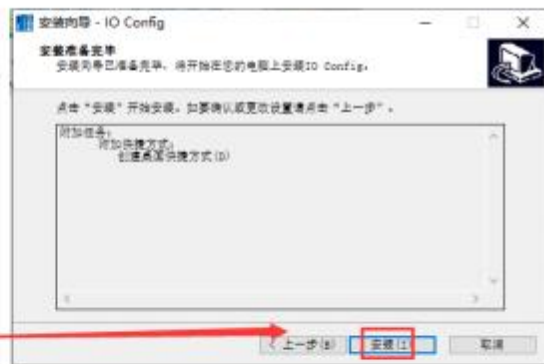 安装向导 - IO Config
安装准备完毕
安装向导已准备完毕，将开始在您的电脑上安装IO Config。
点击“安装”开始安装。如要确认或更改设置请点击“上一步”。
附加任务：
附加快捷方式：
创建桌面快捷方式(D)
< 上一步(B)
安装(I)
取消